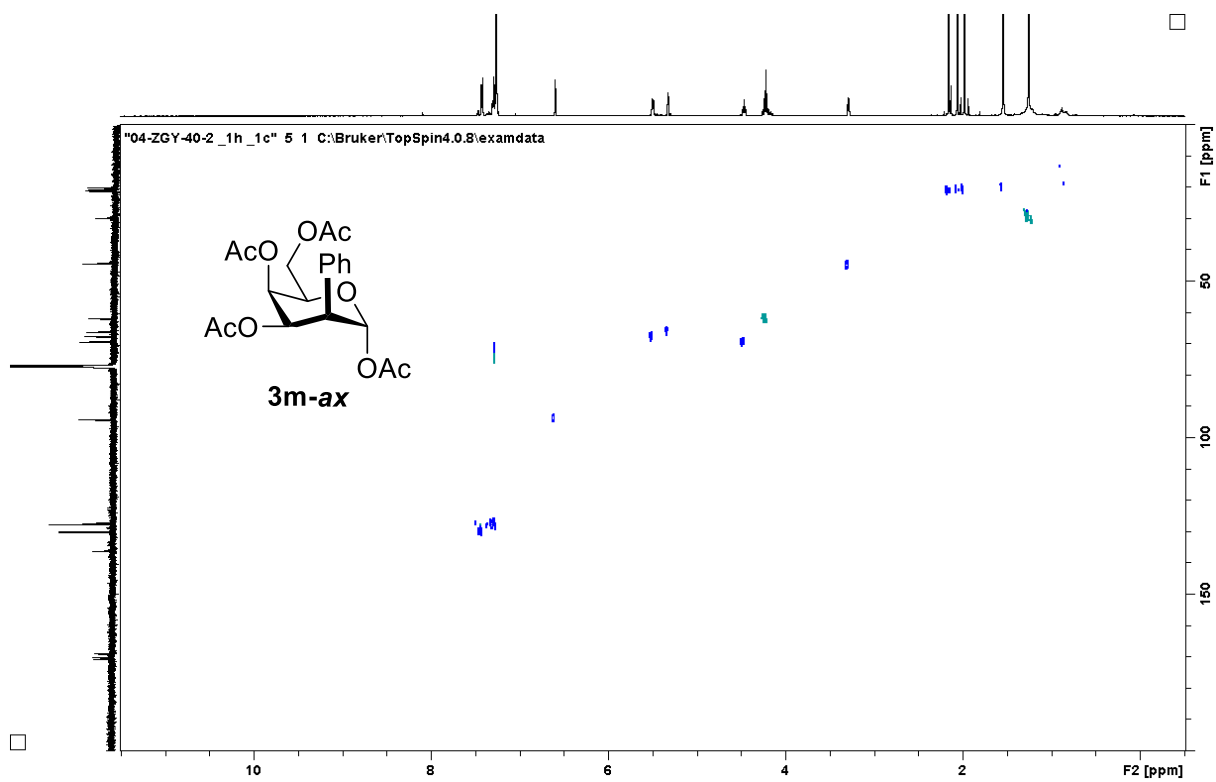 "04-ZGY-40-2 _1h _1c" 5 1 C:\Bruker\TopSpin4.0.8\examdata
F1 [ppm]
OAc
AcO
Ph
O
AcO
OAc
3m-ax
50
100
150
10 8 6 4 2 F2 [ppm]